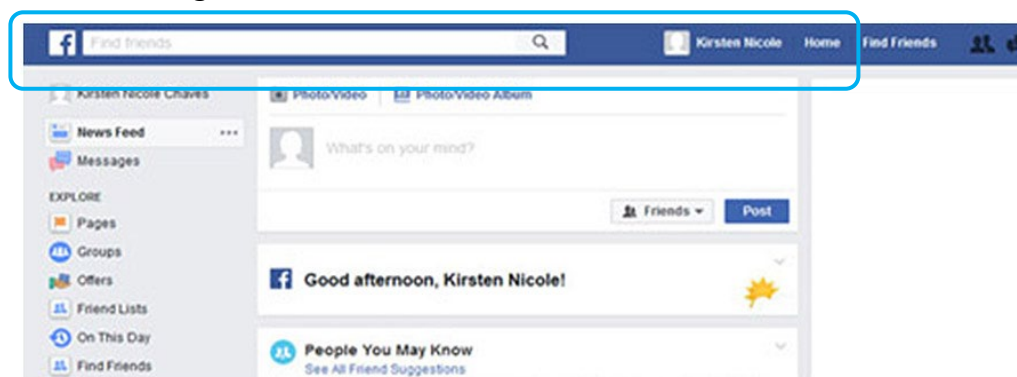 f Find friends Kirsten Nicole Home Find Friends
Kirsten Nicole Chaves
News Feed
Messages
EXPLORE
Pages
Groups
Offers
Friend Lists
On This Day
Find Friends
Photo/Video Photo/Video Album
What's on your mind?
Friends Post
f Good afternoon, Kirsten Nicole!
People You May Know
See All Friend Suggestions